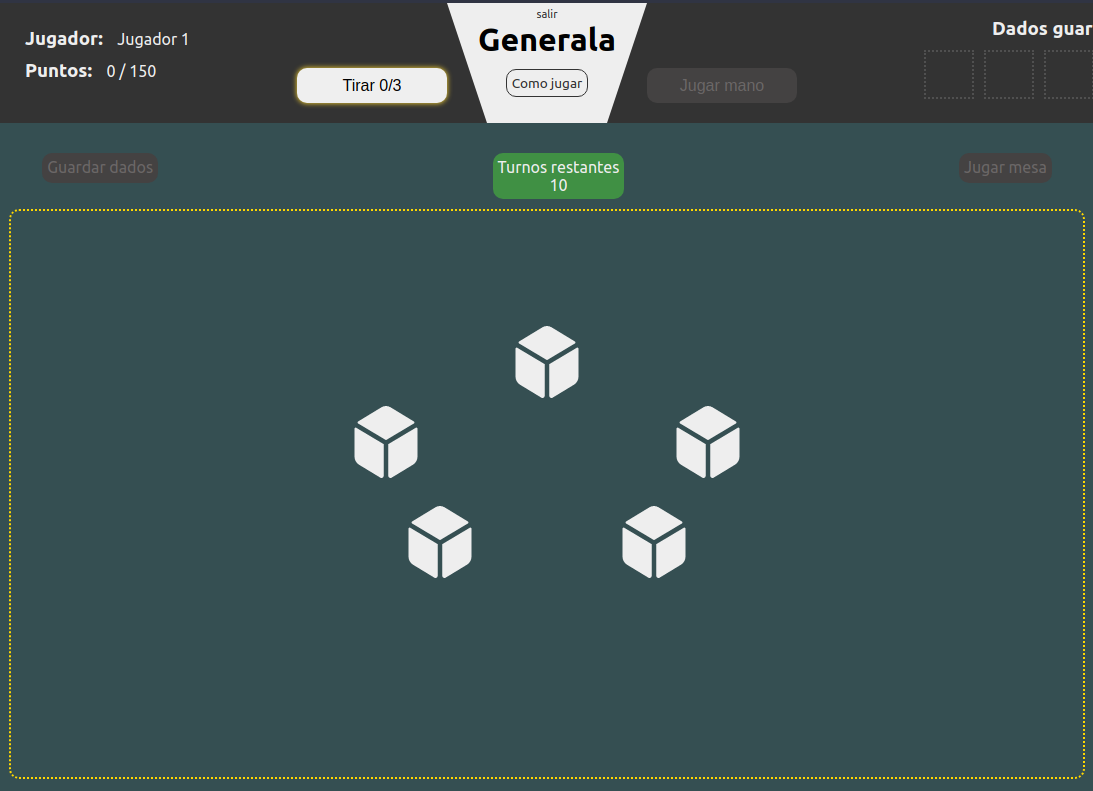 salir
Jugador: Jugador 1
Generala
Dados guar
Puntos: 0 / 150
Tirar 0/3
Como jugar
Jugar mano
Guardar dados
Turnos restantes
10
Jugar mesa